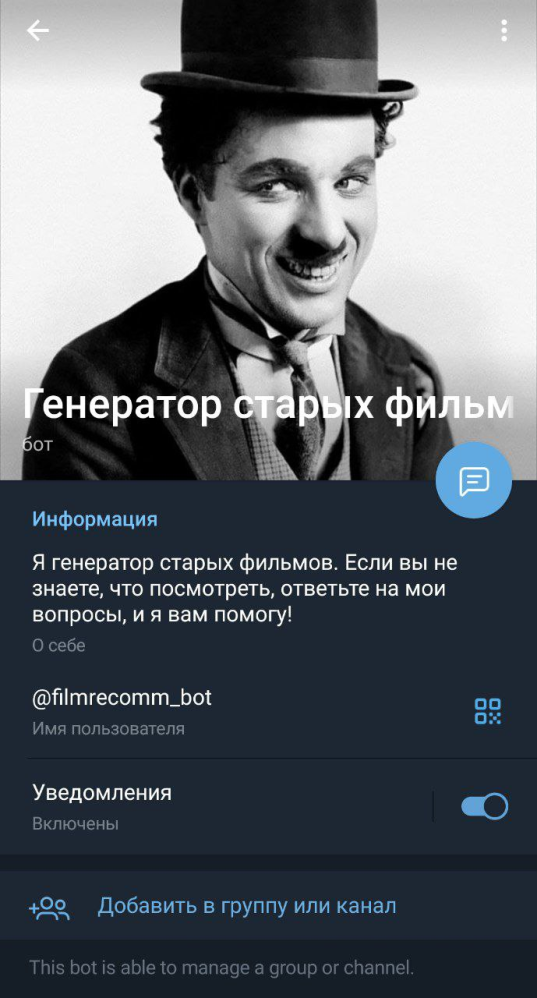 Генератор старых фильм
бот
Информация
Я генератор старых фильмов. Если вы не
знаете, что посмотреть, ответьте на мои
вопросы, и я вам помогу!
О себе
@filmrecomm_bot
Имя пользователя
Уведомления
Включены
Добавить в группу или канал
This bot is able to manage a group or channel.